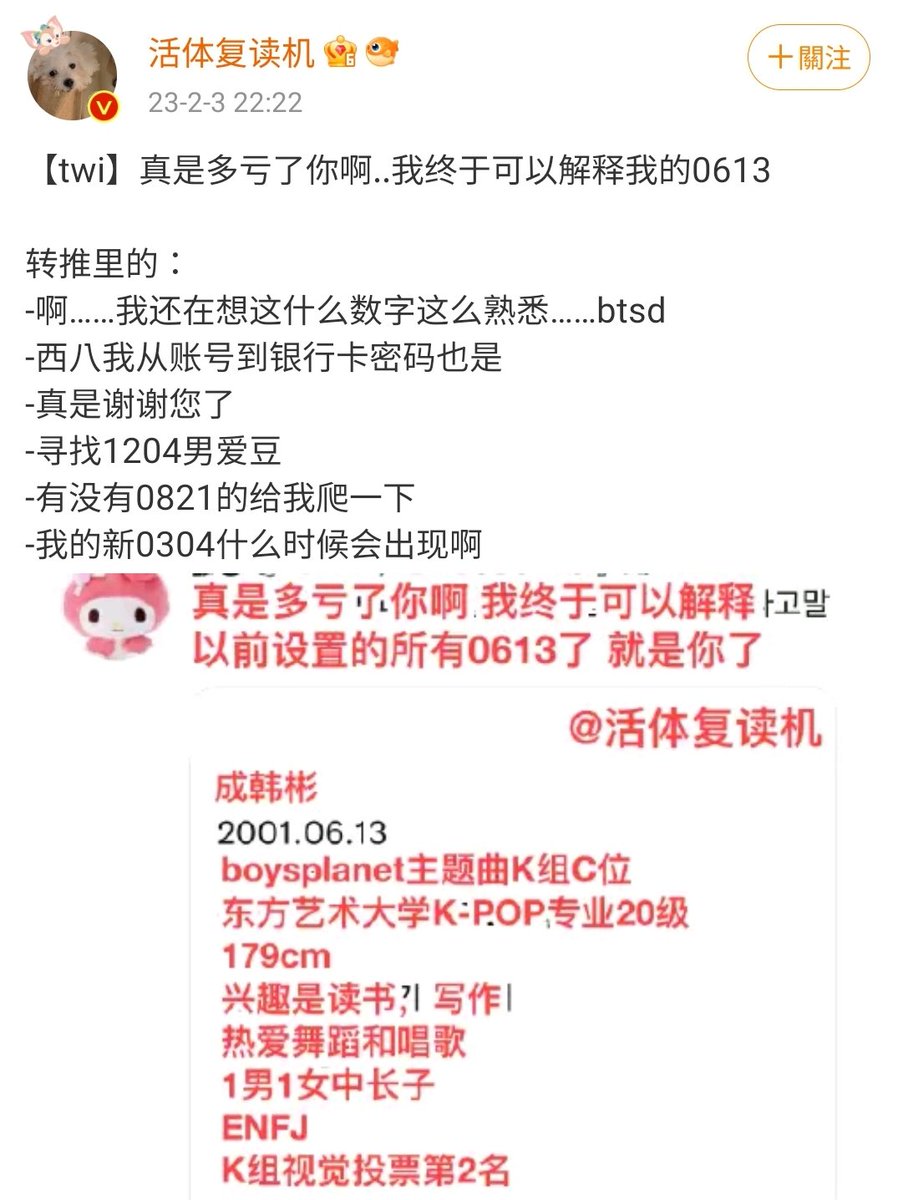 活体复读机
23-2-3 22:22
＋關注
【twi】真是多亏了你啊..我终于可以解释我的0613
转推里的：
-啊……我还在想这什么数字这么熟悉……btsd
-西八我从账号到银行卡密码也是
-真是谢谢您了
-寻找1204男爱豆
-有没有0821的给我爬一下
-我的新0304什么时候会出现啊
真是多亏了你啊 我终于可以解释 고말
以前设置的所有0613了 就是你了
@活体复读机
成韩彬
2001.06.13
boysplanet主题曲K组C位
东方艺术大学K-POP专业20级
179cm
兴趣是读书, 写作
热爱舞蹈和唱歌
1男1女中长子
ENFJ
K组视觉投票第2名